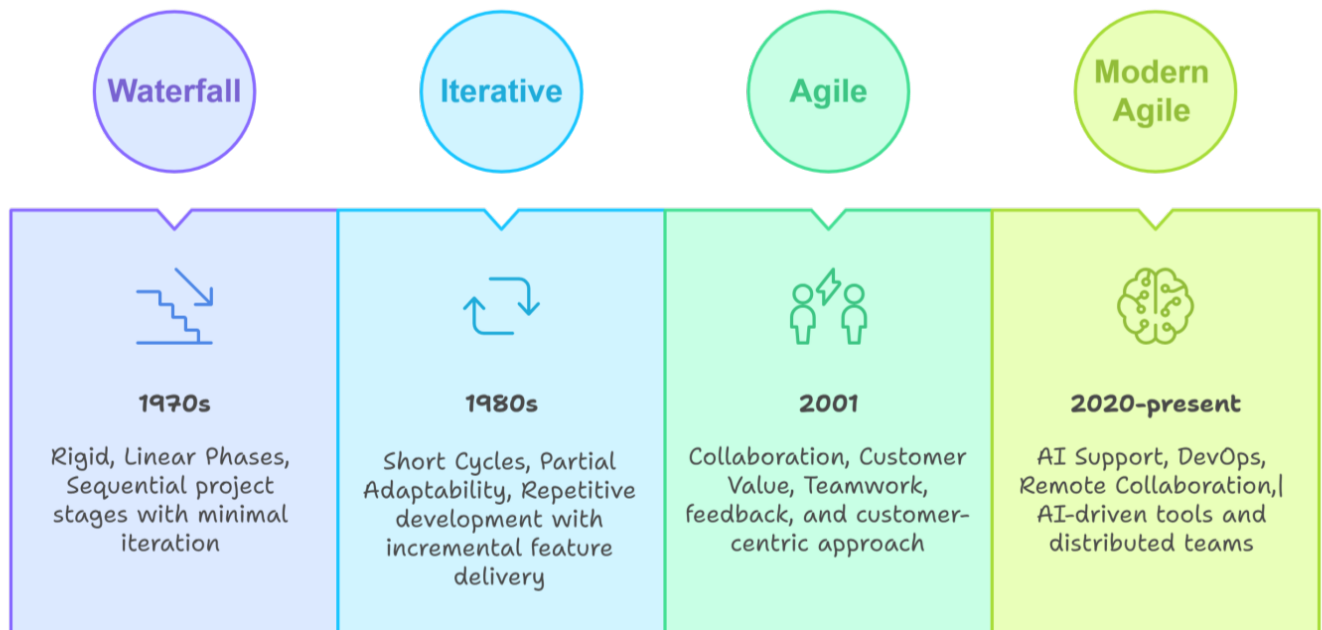 Waterfall
Iterative
Agile
Modern
Agile
1970s
Rigid, Linear Phases,
Sequential project
stages with minimal
iteration
1980s
Short Cycles, Partial
Adaptability, Repetitive
development with
incremental feature
delivery
2001
Collaboration, Customer
Value, Teamwork,
feedback, and customer-
centric approach
2020-present
AI Support, DevOps,
Remote Collaboration,|
AI-driven tools and
distributed teams